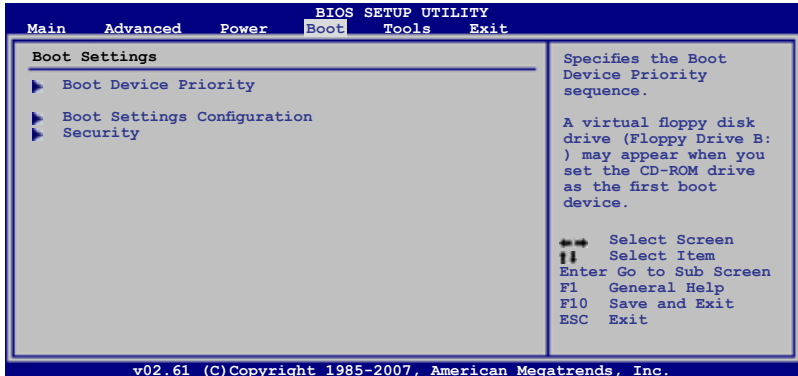 BIOS SETUP UTILITY
Main Advanced Power Boot Tools Exit
Boot Settings
Boot Device Priority
Boot Settings Configuration
Security
Specifies the Boot
Device Priority
sequence.
A virtual floppy disk
drive (Floppy Drive B:
) may appear when you
set the CD-ROM drive
as the first boot
device.
Select Screen
Select Item
Enter Go to Sub Screen
F1 General Help
F10 Save and Exit
ESC Exit
v02.61 (C)Copyright 1985-2007, American Megatrends, Inc.